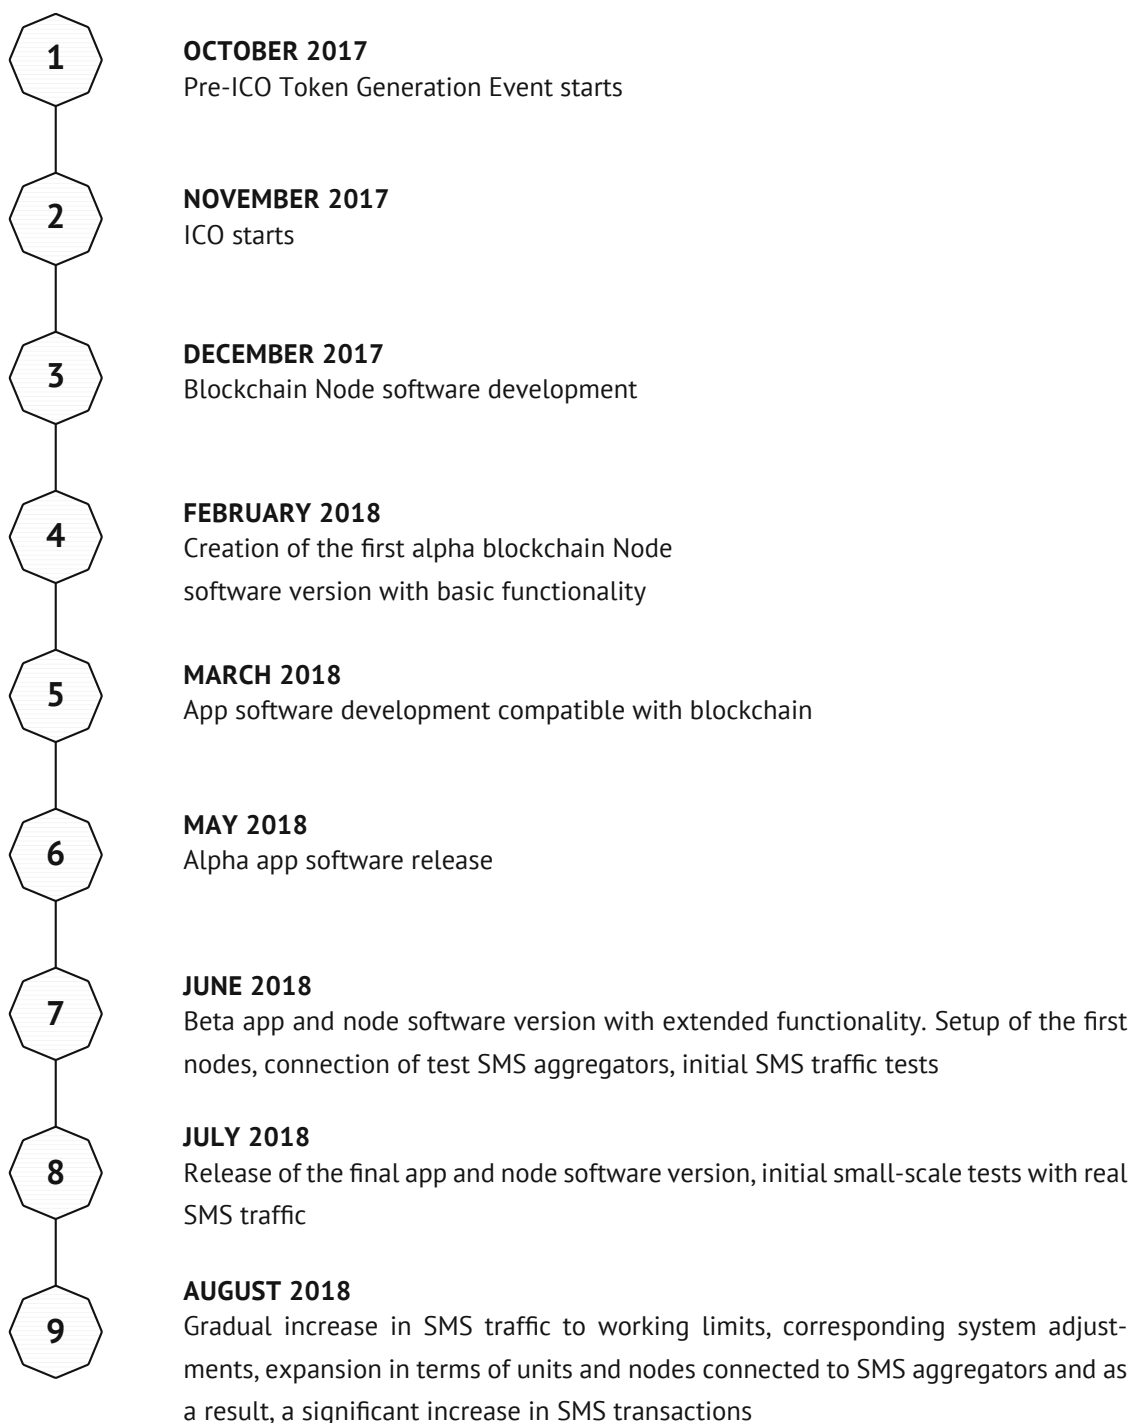 1
OCTOBER 2017
Pre-ICO Token Generation Event starts
2
NOVEMBER 2017
ICO starts
3
DECEMBER 2017
Blockchain Node software development
4
FEBRUARY 2018
Creation of the first alpha blockchain Node
software version with basic functionality
5
MARCH 2018
App software development compatible with blockchain
6
MAY 2018
Alpha app software release
7
JUNE 2018
Beta app and node software version with extended functionality. Setup of the first
nodes, connection of test SMS aggregators, initial SMS traffic tests
8
JULY 2018
Release of the final app and node software version, initial small-scale tests with real
SMS traffic
9
AUGUST 2018
Gradual increase in SMS traffic to working limits, corresponding system adjust-
ments, expansion in terms of units and nodes connected to SMS aggregators and as
a result, a significant increase in SMS transactions